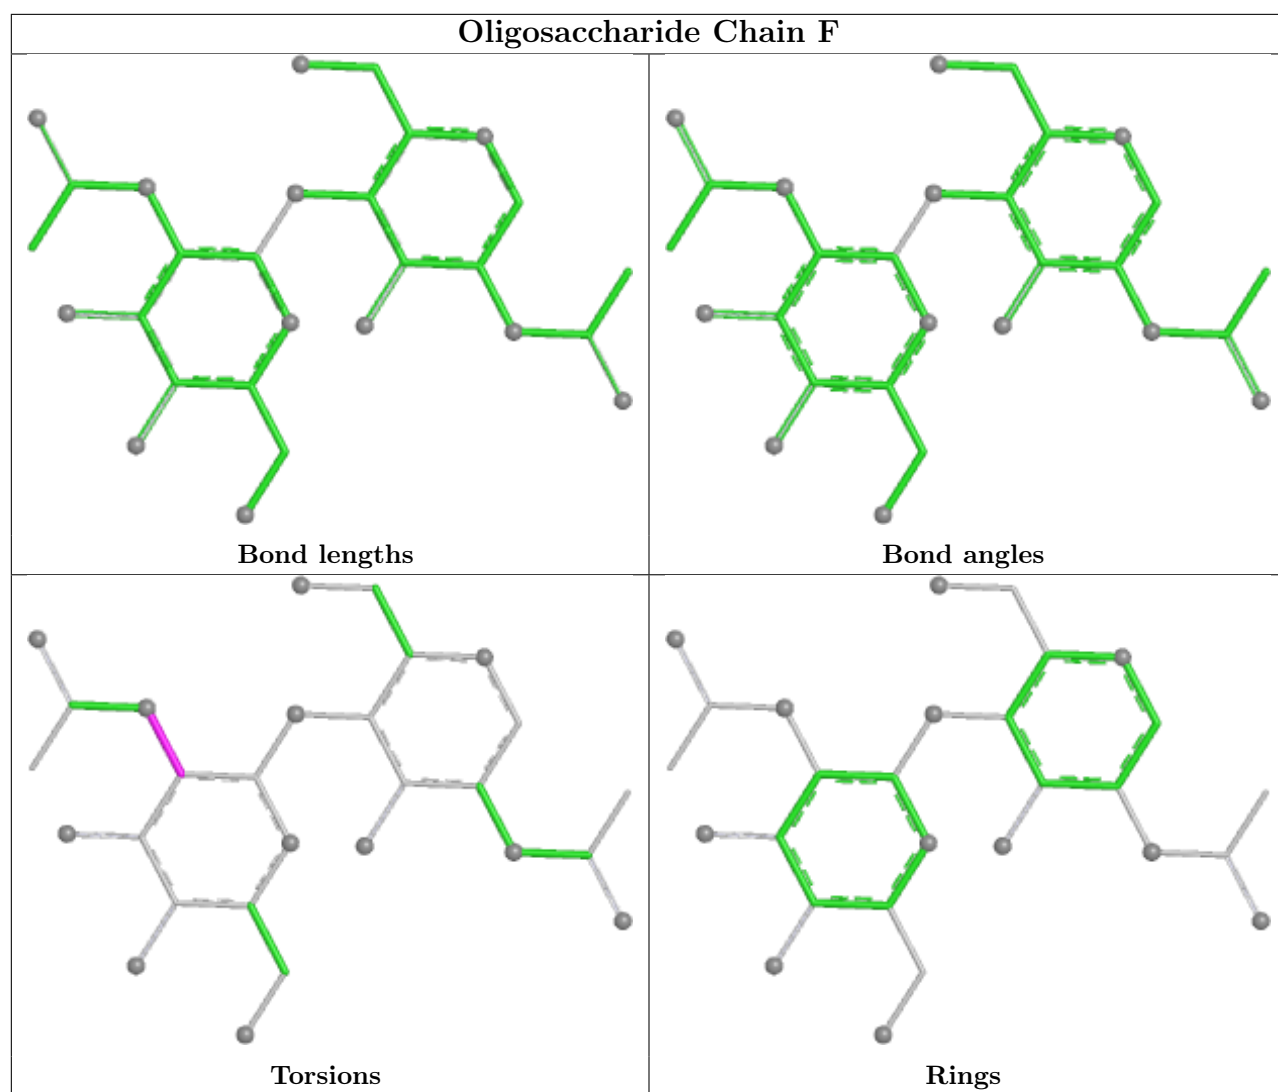 Oligosaccharide Chain F
Bond lengths
Bond angles
Torsions
Rings